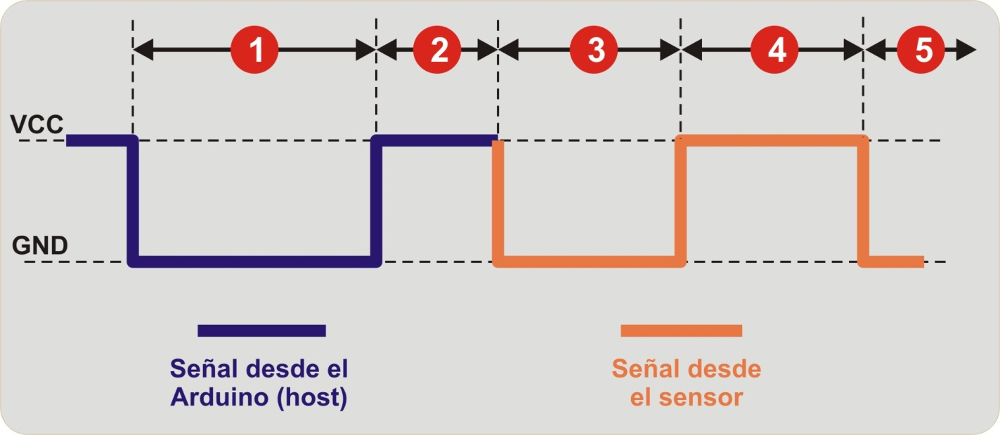 1 2 3 4 5
VCC
GND
Señal desde el
Arduino (host)
Señal desde
el sensor